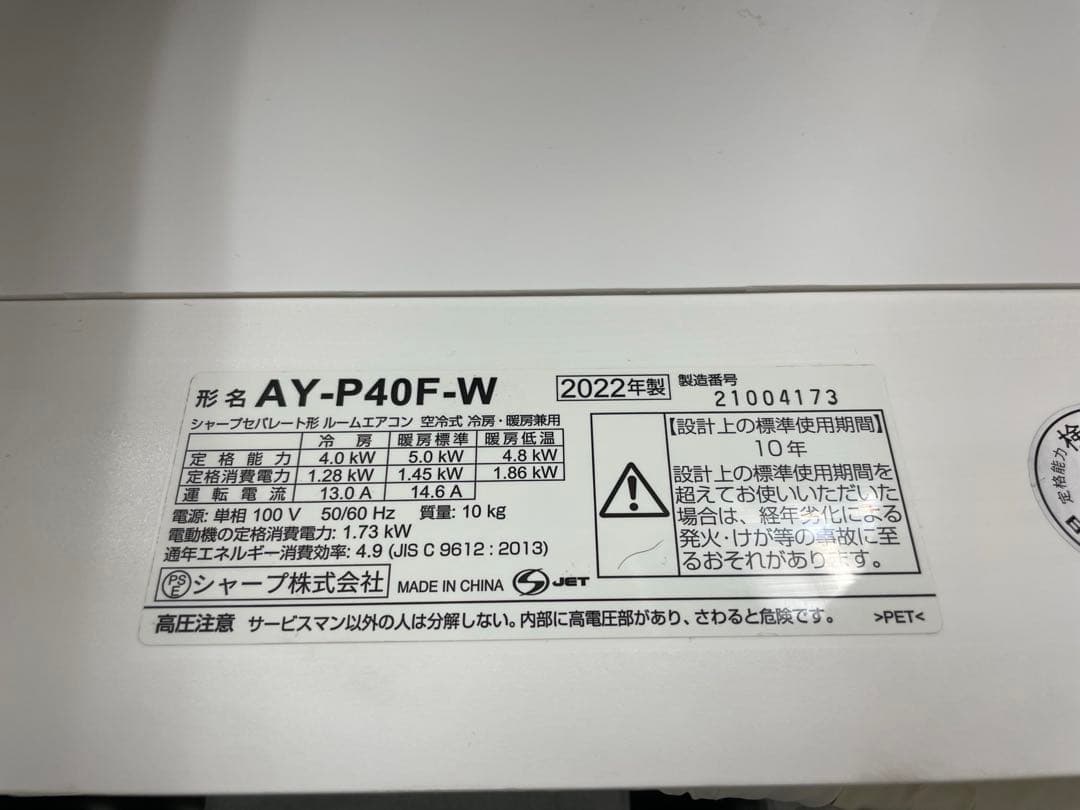 形名 AY-P40F-W 2022年製 製造番号 21004173
シャープセパレート形 ルームエアコン 空冷式 冷房・暖房兼用
冷房 暖房標準 暖房低温
定格能力 4.0 kW 5.0 kW 4.8 kW
定格消費電力 1.28 kW 1.45 kW 1.86 kW
運転電流 13.0 A 14.6 A
電源: 単相 100 V 50/60 Hz 質量: 10 kg
電動機の定格消費電力: 1.73 kW
通年エネルギー消費効率: 4.9 (JIS C 9612 : 2013)
PSE シャープ株式会社 MADE IN CHINA S JET
【設計上の標準使用期間】
10年
設計上の標準使用期間を
超えてお使いいただいた
場合は、経年劣化による
発火・けが等の事故に至
るおそれがあります。
高圧注意 サービスマン以外の人は分解しない。内部に高電圧部があり、さわると危険です。 >PET<
検
定格能力